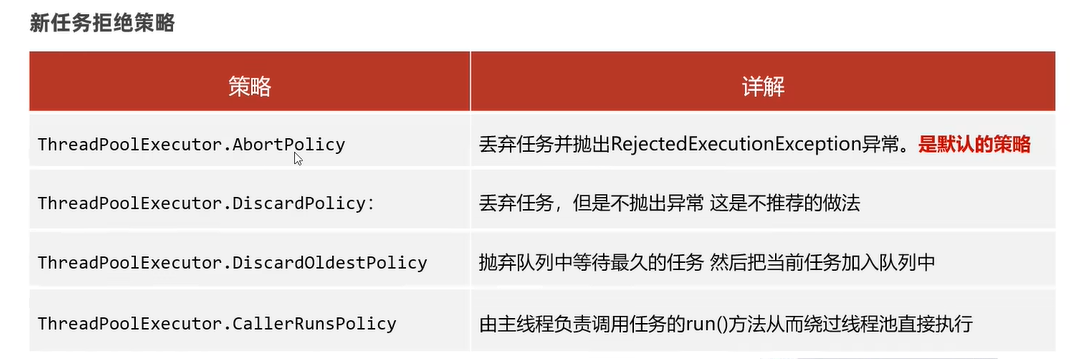 新任务拒绝策略
策略 详解
ThreadPoolExecutor.AbortPolicy 丢弃任务并抛出RejectedExecutionException异常。是默认的策略
ThreadPoolExecutor.DiscardPolicy： 丢弃任务，但是不抛出异常 这是不推荐的做法
ThreadPoolExecutor.DiscardOldestPolicy 抛弃队列中等待最久的任务 然后把当前任务加入队列中
ThreadPoolExecutor.CallerRunsPolicy 由主线程负责调用任务的run()方法从而绕过线程池直接执行